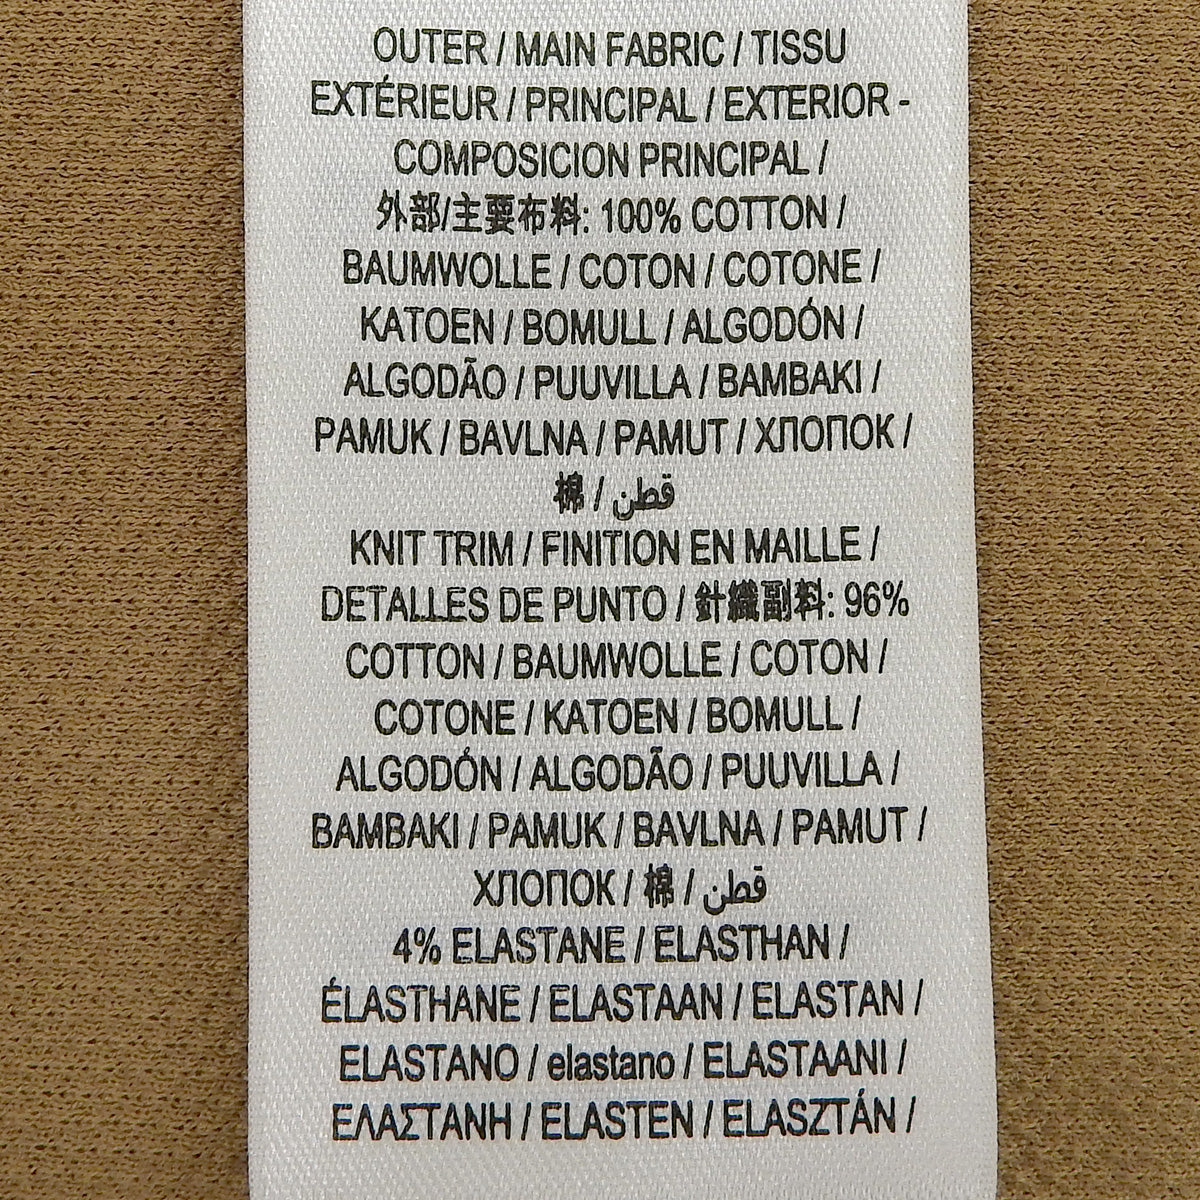 OUTER / MAIN FABRIC / TISSU
EXTÉRIEUR / PRINCIPAL / EXTERIOR -
COMPOSICION PRINCIPAL /
外部/主要布料: 100% COTTON /
BAUMWOLLE / COTON / COTONE /
KATOEN / BOMULL / ALGODÓN /
ALGODÃO / PUUVILLA / BAMBAKI /
PAMUK / BAVLNA / PAMUT / ХЛОПОК /
棉 / قطن
KNIT TRIM / FINITION EN MAILLE /
DETALLES DE PUNTO / 針織副料: 96%
COTTON / BAUMWOLLE / COTON /
COTONE / KATOEN / BOMULL /
ALGODÓN / ALGODÃO / PUUVILLA /
BAMBAKI / PAMUK / BAVLNA / PAMUT /
ХЛОПОК / 棉 / قطن
4% ELASTANE / ELASTHAN /
ÉLASTHANE / ELASTAAN / ELASTAN /
ELASTANO / elastano / ELASTAANI /
ΕΛΑΣΤΑΝΗ / ELASTEN / ELASZTÁN /